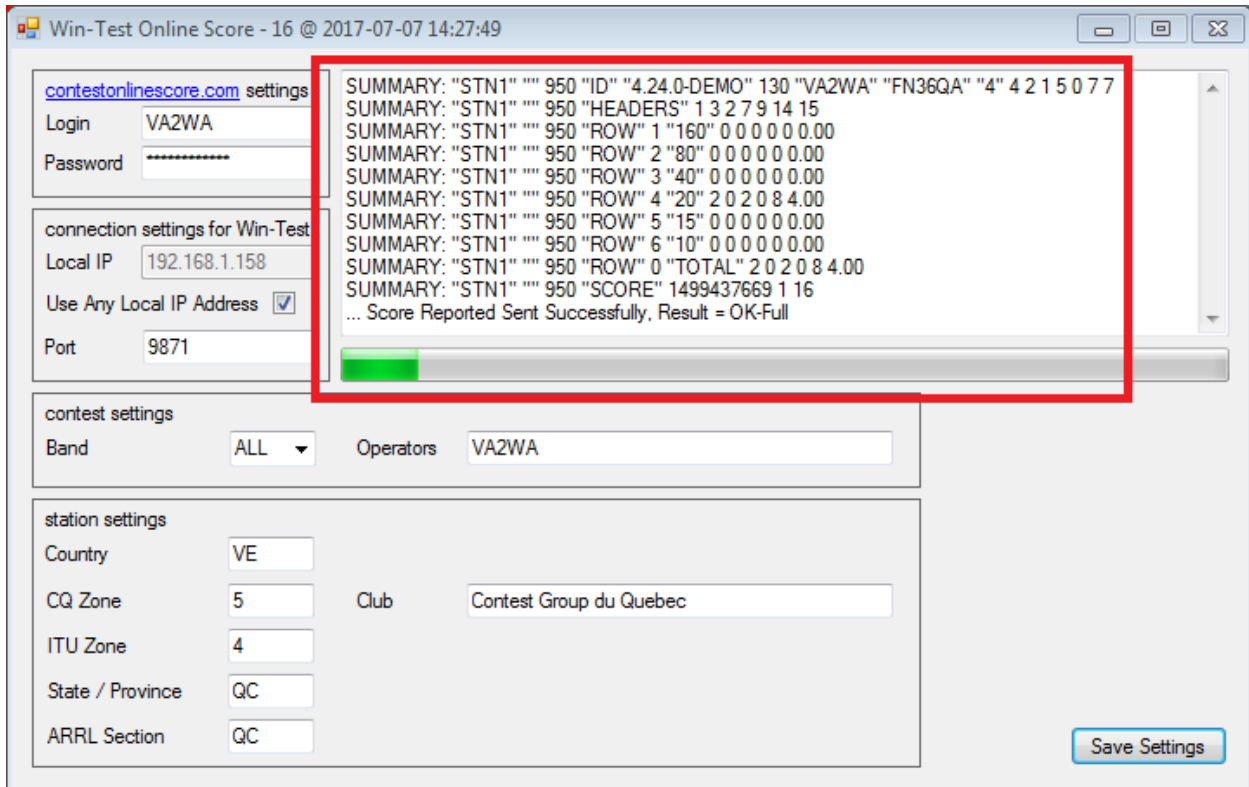 Win-Test Online Score - 16 @ 2017-07-07 14:27:49
contestonlinescore.com settings
Login VA2WA
Password ************
SUMMARY: "STN1" "" 950 "ID" "4.24.0-DEMO" 130 "VA2WA" "FN36QA" "4" 4 2 1 5 0 7 7
SUMMARY: "STN1" "" 950 "HEADERS" 1 3 2 7 9 14 15
SUMMARY: "STN1" "" 950 "ROW" 1 "160" 0 0 0 0 0 0.00
SUMMARY: "STN1" "" 950 "ROW" 2 "80" 0 0 0 0 0 0.00
SUMMARY: "STN1" "" 950 "ROW" 3 "40" 0 0 0 0 0 0.00
SUMMARY: "STN1" "" 950 "ROW" 4 "20" 2 0 2 0 8 4.00
SUMMARY: "STN1" "" 950 "ROW" 5 "15" 0 0 0 0 0 0.00
SUMMARY: "STN1" "" 950 "ROW" 6 "10" 0 0 0 0 0 0.00
SUMMARY: "STN1" "" 950 "ROW" 0 "TOTAL" 2 0 2 0 8 4.00
SUMMARY: "STN1" "" 950 "SCORE" 1499437669 1 16
... Score Reported Sent Successfully, Result = OK-Full
connection settings for Win-Test
Local IP 192.168.1.158
Use Any Local IP Address
Port 9871
contest settings
Band ALL Operators VA2WA
station settings
Country VE
CQ Zone 5 Club Contest Group du Quebec
ITU Zone 4
State / Province QC
ARRL Section QC
Save Settings